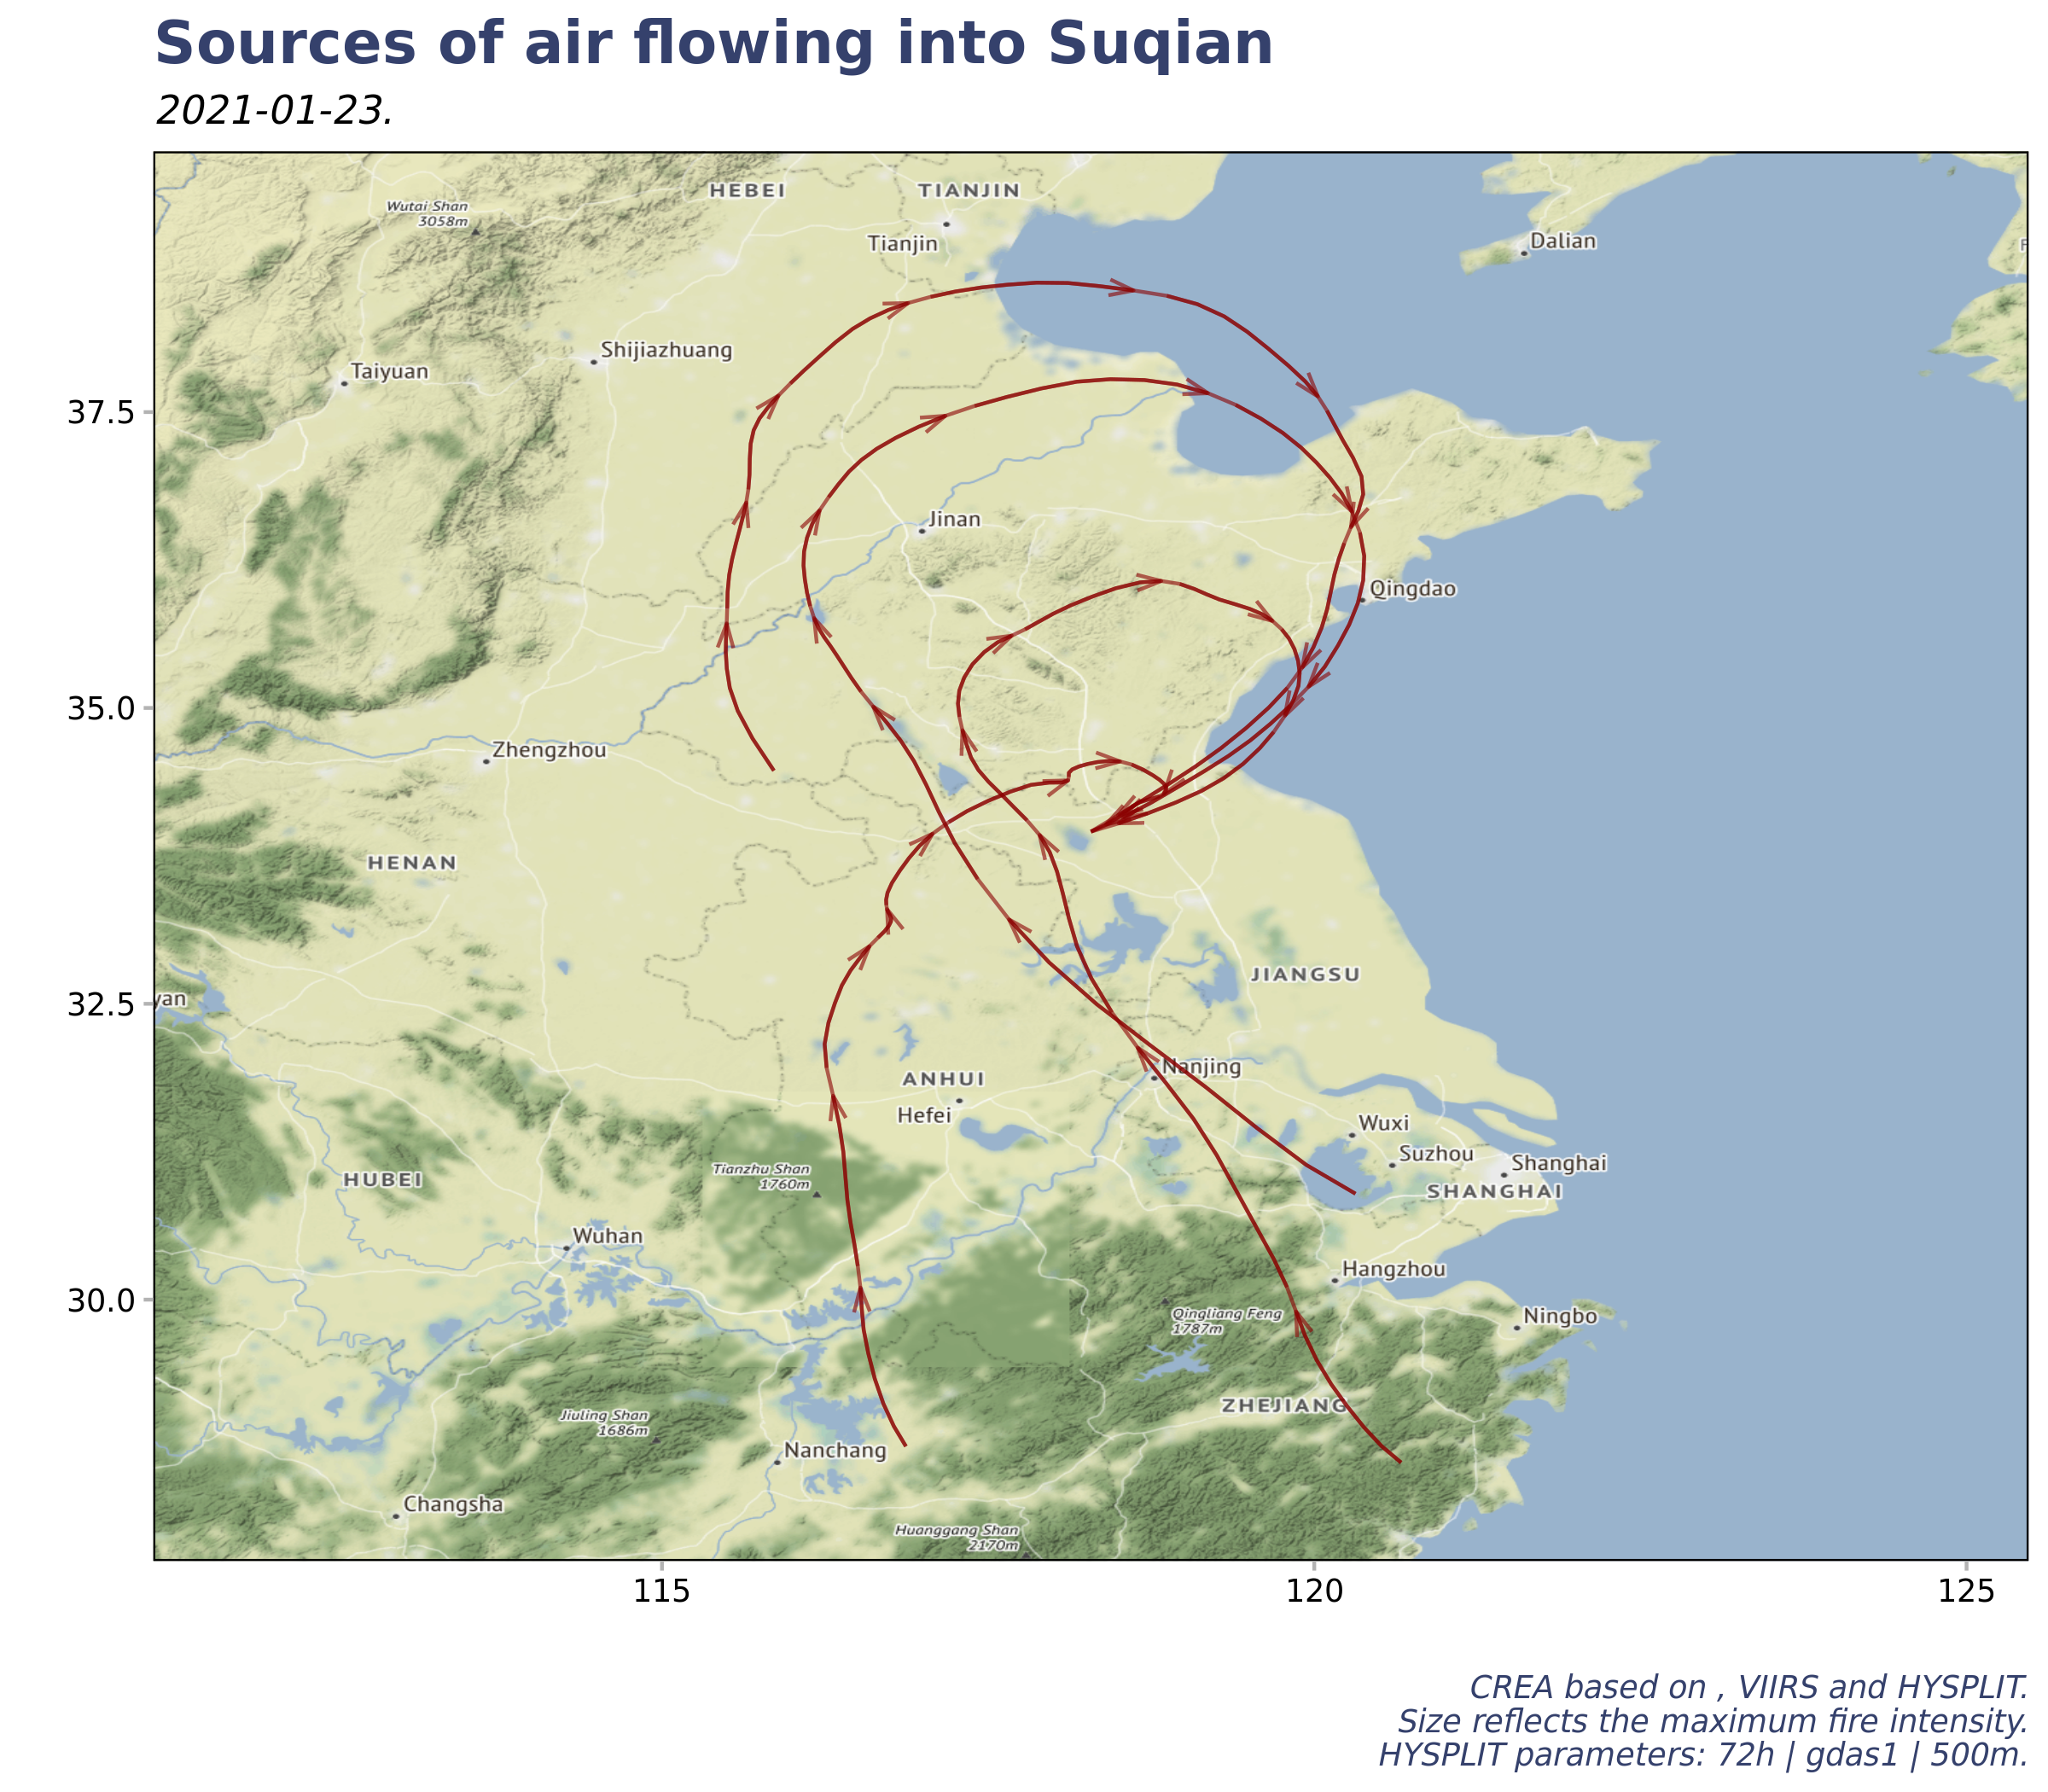 Sources of air flowing into Suqian
2021-01-23.
HEBEI
TIANJIN
Wutai Shan
3058m
Tianjin
Dalian
Shijiazhuang
Taiyuan
37.5
Jinan
Qingdao
35.0
Zhengzhou
HENAN
JIANGSU
yan
32.5
Nanjing
ANHUI
Hefei
Wuxi
Suzhou
Shanghai
SHANGHAI
Tianzhu Shan
1760m
HUBEI
Wuhan
Hangzhou
30.0
Qingliang Feng
1787m
Ningbo
ZHEJIANG
Jiuling Shan
1686m
Nanchang
Changsha
Huanggang Shan
2170m
115
120
125
CREA based on , VIIRS and HYSPLIT.
Size reflects the maximum fire intensity.
HYSPLIT parameters: 72h | gdas1 | 500m.